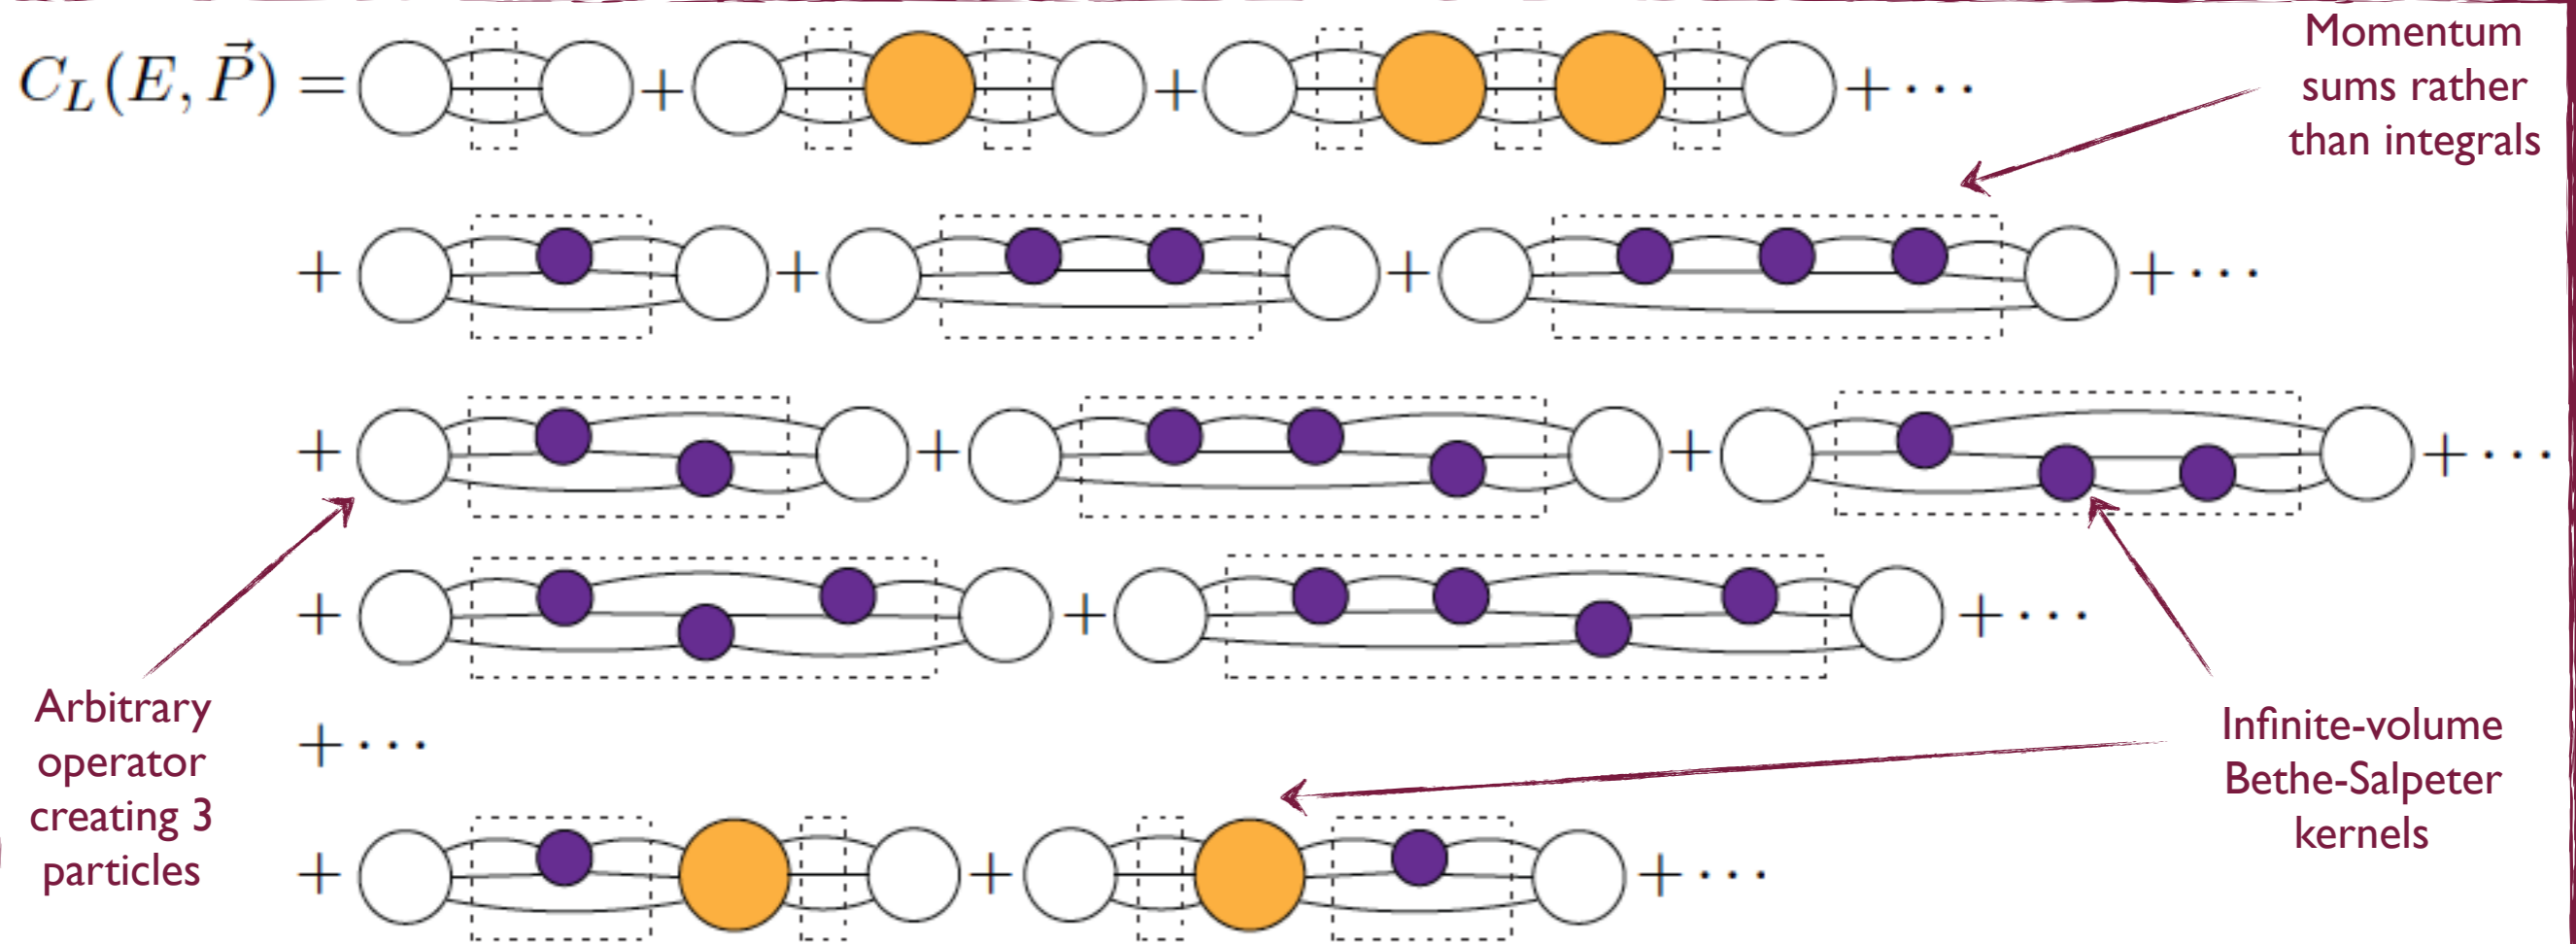 C_L(E, \vec{P}) = + + + ⋯
Momentum
sums rather
than integrals
+ + + + ⋯
+ + + + ⋯
+ + + ⋯
+ ⋯
+ + + ⋯
Arbitrary
operator
creating 3
particles
Infinite-volume
Bethe-Salpeter
kernels